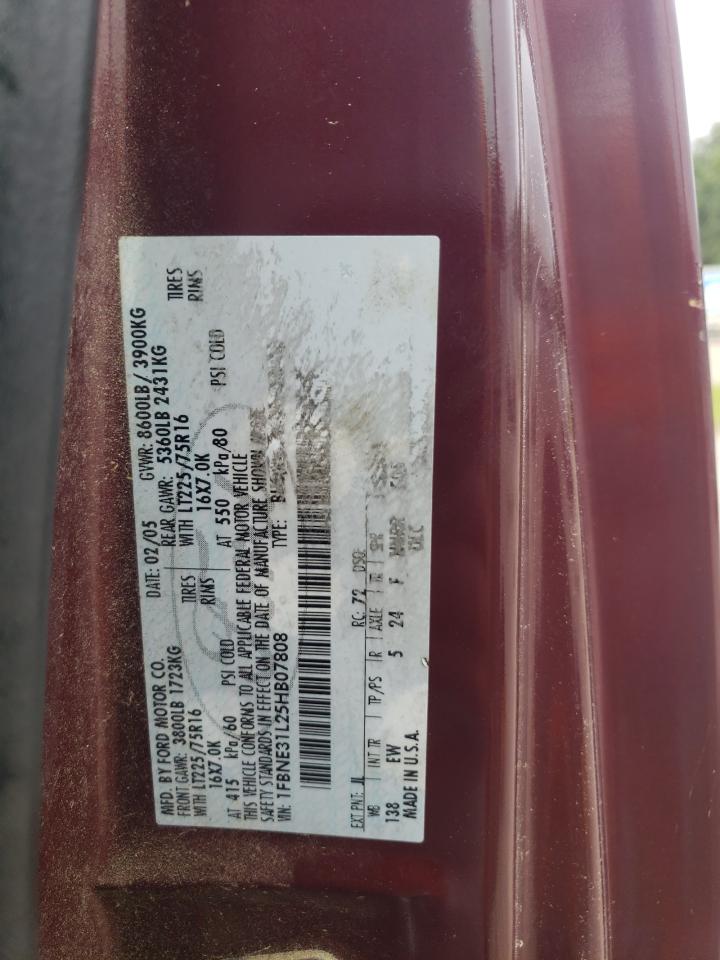 MFD. BY FORD MOTOR CO.
DATE: 02/05 GVWR: 8600LB/ 3900KG
FRONT GAWR: 3800LB 1723KG REAR GAWR: 5360LB 2431KG
WITH LT225/75R16 TIRES WITH LT225/75R16 TIRES
16X7.0K RIMS 16X7.0K RIMS
AT 415 kPa/60 PSI COLD AT 550 kPa/80 PSI COLD
THIS VEHICLE CONFORMS TO ALL APPLICABLE FEDERAL MOTOR VEHICLE
SAFETY STANDARDS IN EFFECT ON THE DATE OF MANUFACTURE SHOWN
VIN: 1FBNE31L25HB07808 TYPE:
EXT PNT: JL RC: 72 DSO:
WB INT TR TP/PS R AXLE TR SPR
138 EW 5 24 F
MADE IN U.S.A.